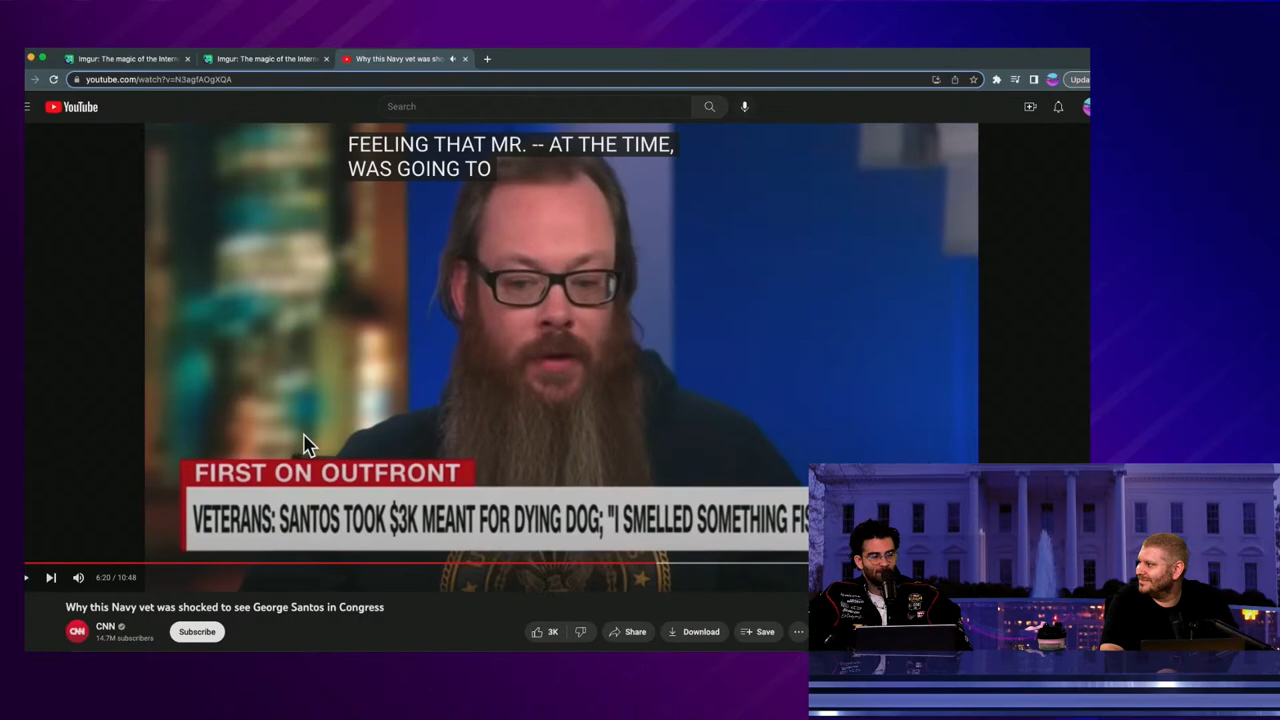 Imgur: The magic of the Intern
Imgur: The magic of the Intern
Why this Navy vet was sho
youtube.com/watch?v=N3agfAOgXQA
Upda
YouTube
Search
FEELING THAT MR. -- AT THE TIME,
WAS GOING TO
FIRST ON OUTFRONT
VETERANS: SANTOS TOOK $3K MEANT FOR DYING DOG; "I SMELLED SOMETHING FIS
6:20 / 10:48
Why this Navy vet was shocked to see George Santos in Congress
CNN
14.7M subscribers
Subscribe
3K
Share
Download
Save